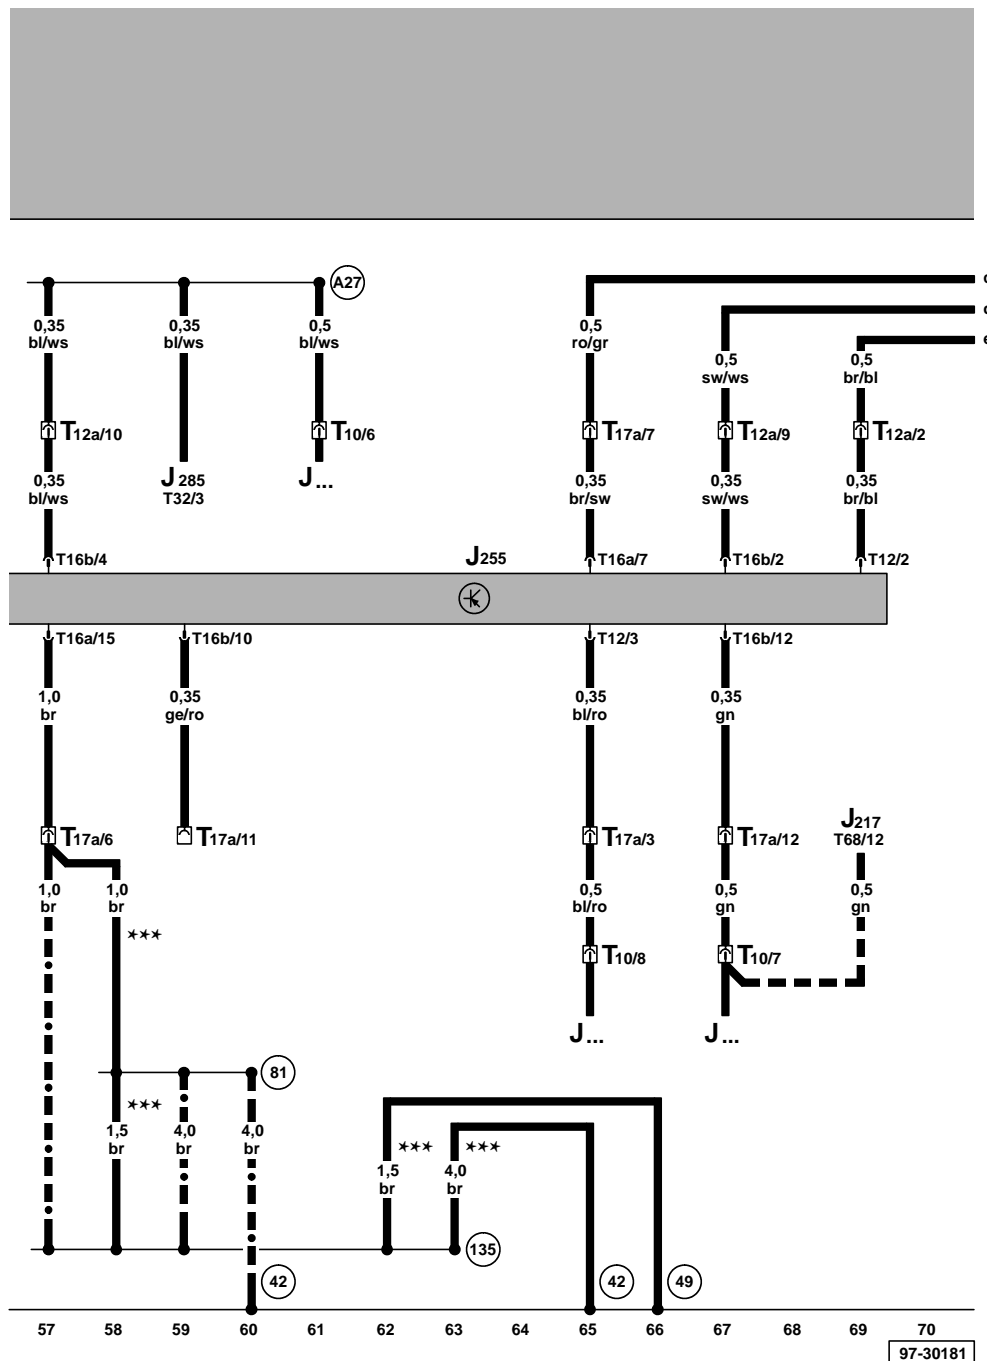 A27
0,35
bl/ws
0,35
bl/ws
0,5
bl/ws
0,5
ro/gr
0,5
sw/ws
0,5
br/bl
T12a/10
T10/6
T17a/7
T12a/9
T12a/2
0,35
bl/ws
J285
T32/3
J...
0,35
br/sw
0,35
sw/ws
0,35
br/bl
T16b/4
J255
T16a/7
T16b/2
T12/2
T16a/15
T16b/10
T12/3
T16b/12
1,0
br
0,35
ge/ro
0,35
bl/ro
0,35
gn
J217
T68/12
T17a/6
T17a/11
T17a/3
T17a/12
1,0
br
1,0
br
0,5
bl/ro
0,5
gn
0,5
gn
***
T10/8
T10/7
J...
J...
81
***
1,5
br
4,0
br
4,0
br
***
***
1,5
br
4,0
br
135
42
42
49
57 58 59 60 61 62 63 64 65 66 67 68 69 70
97-30181